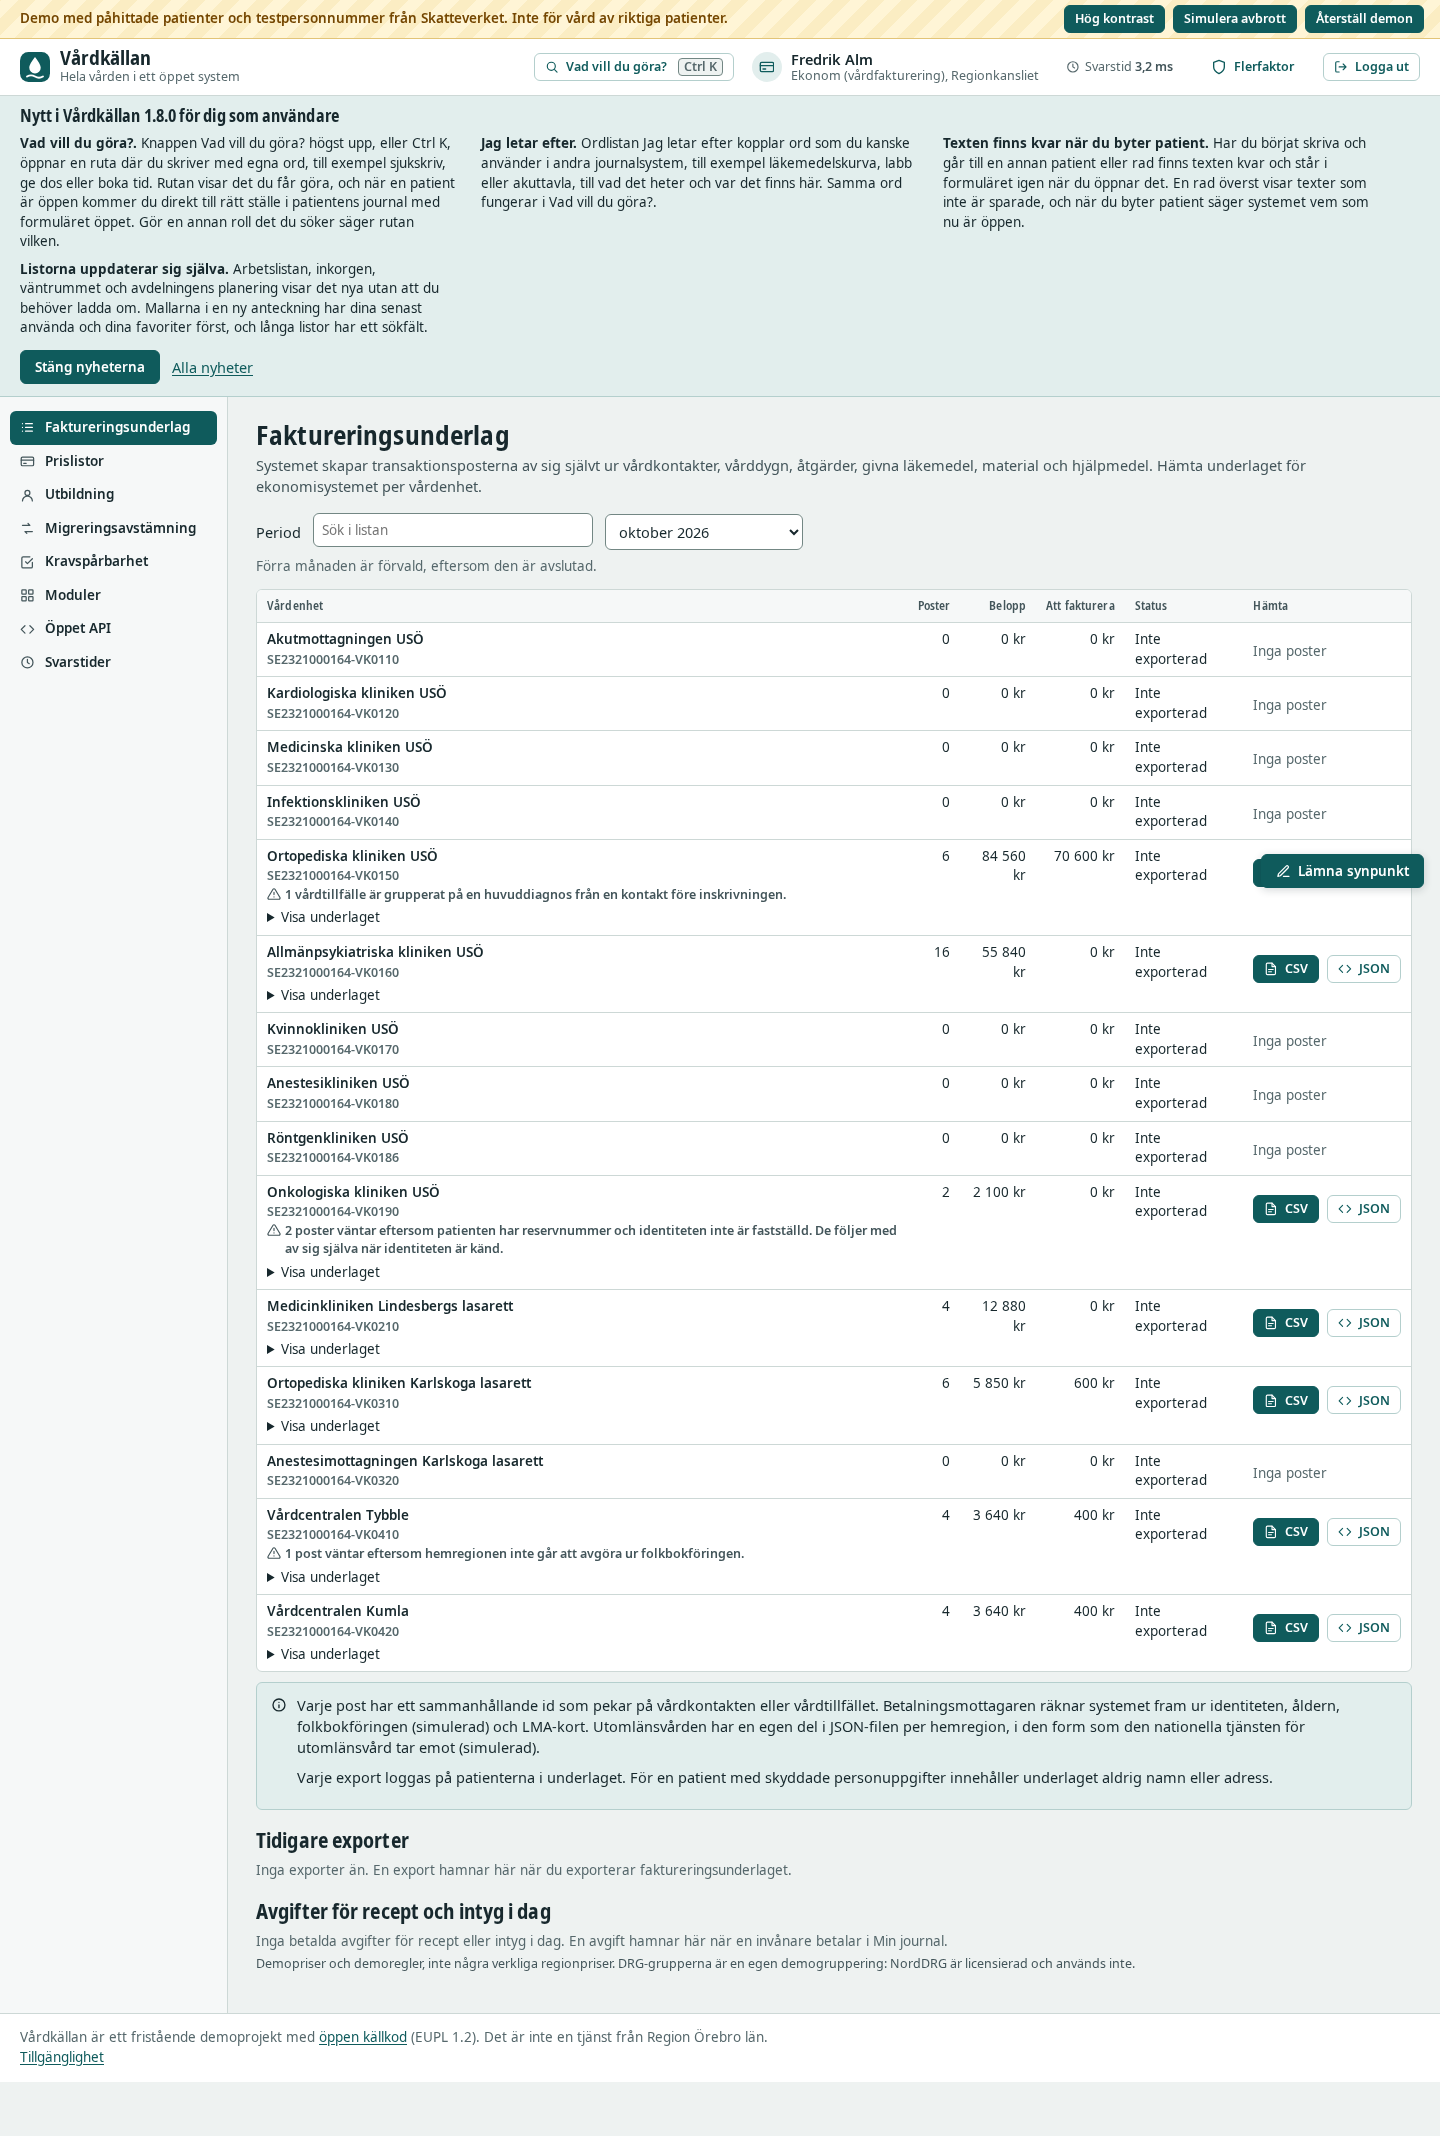 Demo med påhittade patienter och testpersonnummer från Skatteverket. Inte för vård av riktiga patienter.
Hög kontrast
Simulera avbrott
Återställ demon
Vårdkällan
Hela vården i ett öppet system
Vad vill du göra? Ctrl K
Fredrik Alm
Ekonom (vårdfakturering), Regionkansliet
Svarstid 3,2 ms
Flerfaktor
Logga ut
Nytt i Vårdkällan 1.8.0 för dig som användare
Vad vill du göra? Knappen Vad vill du göra? högst upp, eller Ctrl K,
öppnar en ruta där du skriver med egna ord, till exempel sjukskriv,
ge dos eller boka tid. Rutan visar det du får göra, och när en patient
är öppen kommer du direkt till rätt ställe i patientens journal med
formuläret öppet. Gör en annan roll det du söker säger rutan
vilken.
Jag letar efter. Ordlistan Jag letar efter kopplar ord som du kanske
använder i andra journalsystem, till exempel läkemedelskurva, labb
eller akuttavla, till vad det heter och var det finns här. Samma ord
fungerar i Vad vill du göra?.
Texten finns kvar när du byter patient. Har du börjat skriva och
går till en annan patient eller rad finns texten kvar och står i
formuläret igen när du öppnar det. En rad överst visar texter som
inte är sparade, och när du byter patient säger systemet vem som
nu är öppen.
Listorna uppdaterar sig själva. Arbetslistan, inkorgen,
väntrummet och avdelningens planering visar det nya utan att du
behöver ladda om. Mallarna i en ny anteckning har dina senast
använda och dina favoriter först, och långa listor har ett sökfält.
Stäng nyheterna
Alla nyheter
Faktureringsunderlag
Prislistor
Utbildning
Migreringsavstämning
Kravspårbarhet
Moduler
Öppet API
Svarstider
Faktureringsunderlag
Systemet skapar transaktionsposterna av sig självt ur vårdkontakter, vårddygn, åtgärder, givna läkemedel, material och hjälpmedel. Hämta underlaget för
ekonomisystemet per vårdenhet.
Period
Sök i listan
oktober 2026
Förra månaden är förvald, eftersom den är avslutad.
Vårdenhet Poster Belopp Att fakturera Status Hämta
Akutmottagningen USÖ 0 0 kr 0 kr Inte
SE2321000164-VK0110 exporterad Inga poster
Kardiologiska kliniken USÖ 0 0 kr 0 kr Inte
SE2321000164-VK0120 exporterad Inga poster
Medicinska kliniken USÖ 0 0 kr 0 kr Inte
SE2321000164-VK0130 exporterad Inga poster
Infektionskliniken USÖ 0 0 kr 0 kr Inte
SE2321000164-VK0140 exporterad Inga poster
Ortopediska kliniken USÖ 6 84 560 70 600 kr Inte
SE2321000164-VK0150 kr exporterad
Lämna synpunkt
1 vårdtillfälle är grupperat på en huvuddiagnos från en kontakt före inskrivningen.
Visa underlaget
Allmänpsykiatriska kliniken USÖ 16 55 840 0 kr Inte
SE2321000164-VK0160 kr exporterad CSV JSON
Visa underlaget
Kvinnokliniken USÖ 0 0 kr 0 kr Inte
SE2321000164-VK0170 exporterad Inga poster
Anestesikliniken USÖ 0 0 kr 0 kr Inte
SE2321000164-VK0180 exporterad Inga poster
Röntgenkliniken USÖ 0 0 kr 0 kr Inte
SE2321000164-VK0186 exporterad Inga poster
Onkologiska kliniken USÖ 2 2 100 kr 0 kr Inte
SE2321000164-VK0190 exporterad CSV JSON
2 poster väntar eftersom patienten har reservnummer och identiteten inte är fastställd. De följer med
av sig själva när identiteten är känd.
Visa underlaget
Medicinkliniken Lindesbergs lasarett 4 12 880 0 kr Inte
SE2321000164-VK0210 kr exporterad CSV JSON
Visa underlaget
Ortopediska kliniken Karlskoga lasarett 6 5 850 kr 600 kr Inte
SE2321000164-VK0310 exporterad CSV JSON
Visa underlaget
Anestesimottagningen Karlskoga lasarett 0 0 kr 0 kr Inte
SE2321000164-VK0320 exporterad Inga poster
Vårdcentralen Tybble 4 3 640 kr 400 kr Inte
SE2321000164-VK0410 exporterad CSV JSON
1 post väntar eftersom hemregionen inte går att avgöra ur folkbokföringen.
Visa underlaget
Vårdcentralen Kumla 4 3 640 kr 400 kr Inte
SE2321000164-VK0420 exporterad CSV JSON
Visa underlaget
Varje post har ett sammanhållande id som pekar på vårdkontakten eller vårdtillfället. Betalningsmottagaren räknar systemet fram ur identiteten, åldern,
folkbokföringen (simulerad) och LMA-kort. Utomlänsvården har en egen del i JSON-filen per hemregion, i den form som den nationella tjänsten för
utomlänsvård tar emot (simulerad).
Varje export loggas på patienterna i underlaget. För en patient med skyddade personuppgifter innehåller underlaget aldrig namn eller adress.
Tidigare exporter
Inga exporter än. En export hamnar här när du exporterar faktureringsunderlaget.
Avgifter för recept och intyg i dag
Inga betalda avgifter för recept eller intyg i dag. En avgift hamnar här när en invånare betalar i Min journal.
Demopriser och demoregler, inte några verkliga regionpriser. DRG-grupperna är en egen demogruppering: NordDRG är licensierad och används inte.
Vårdkällan är ett fristående demoprojekt med öppen källkod (EUPL 1.2). Det är inte en tjänst från Region Örebro län.
Tillgänglighet